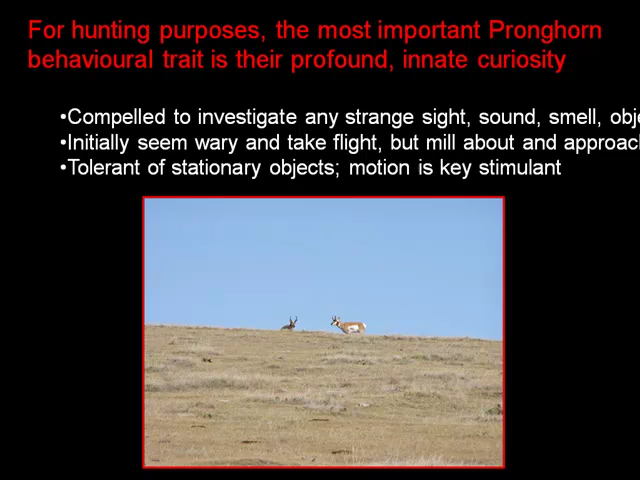 For hunting purposes, the most important Pronghorn
behavioural trait is their profound, innate curiosity
•Compelled to investigate any strange sight, sound, smell,
•Initially seem wary and take flight, but mill about and
•Tolerant of stationary objects; motion is key stimulant